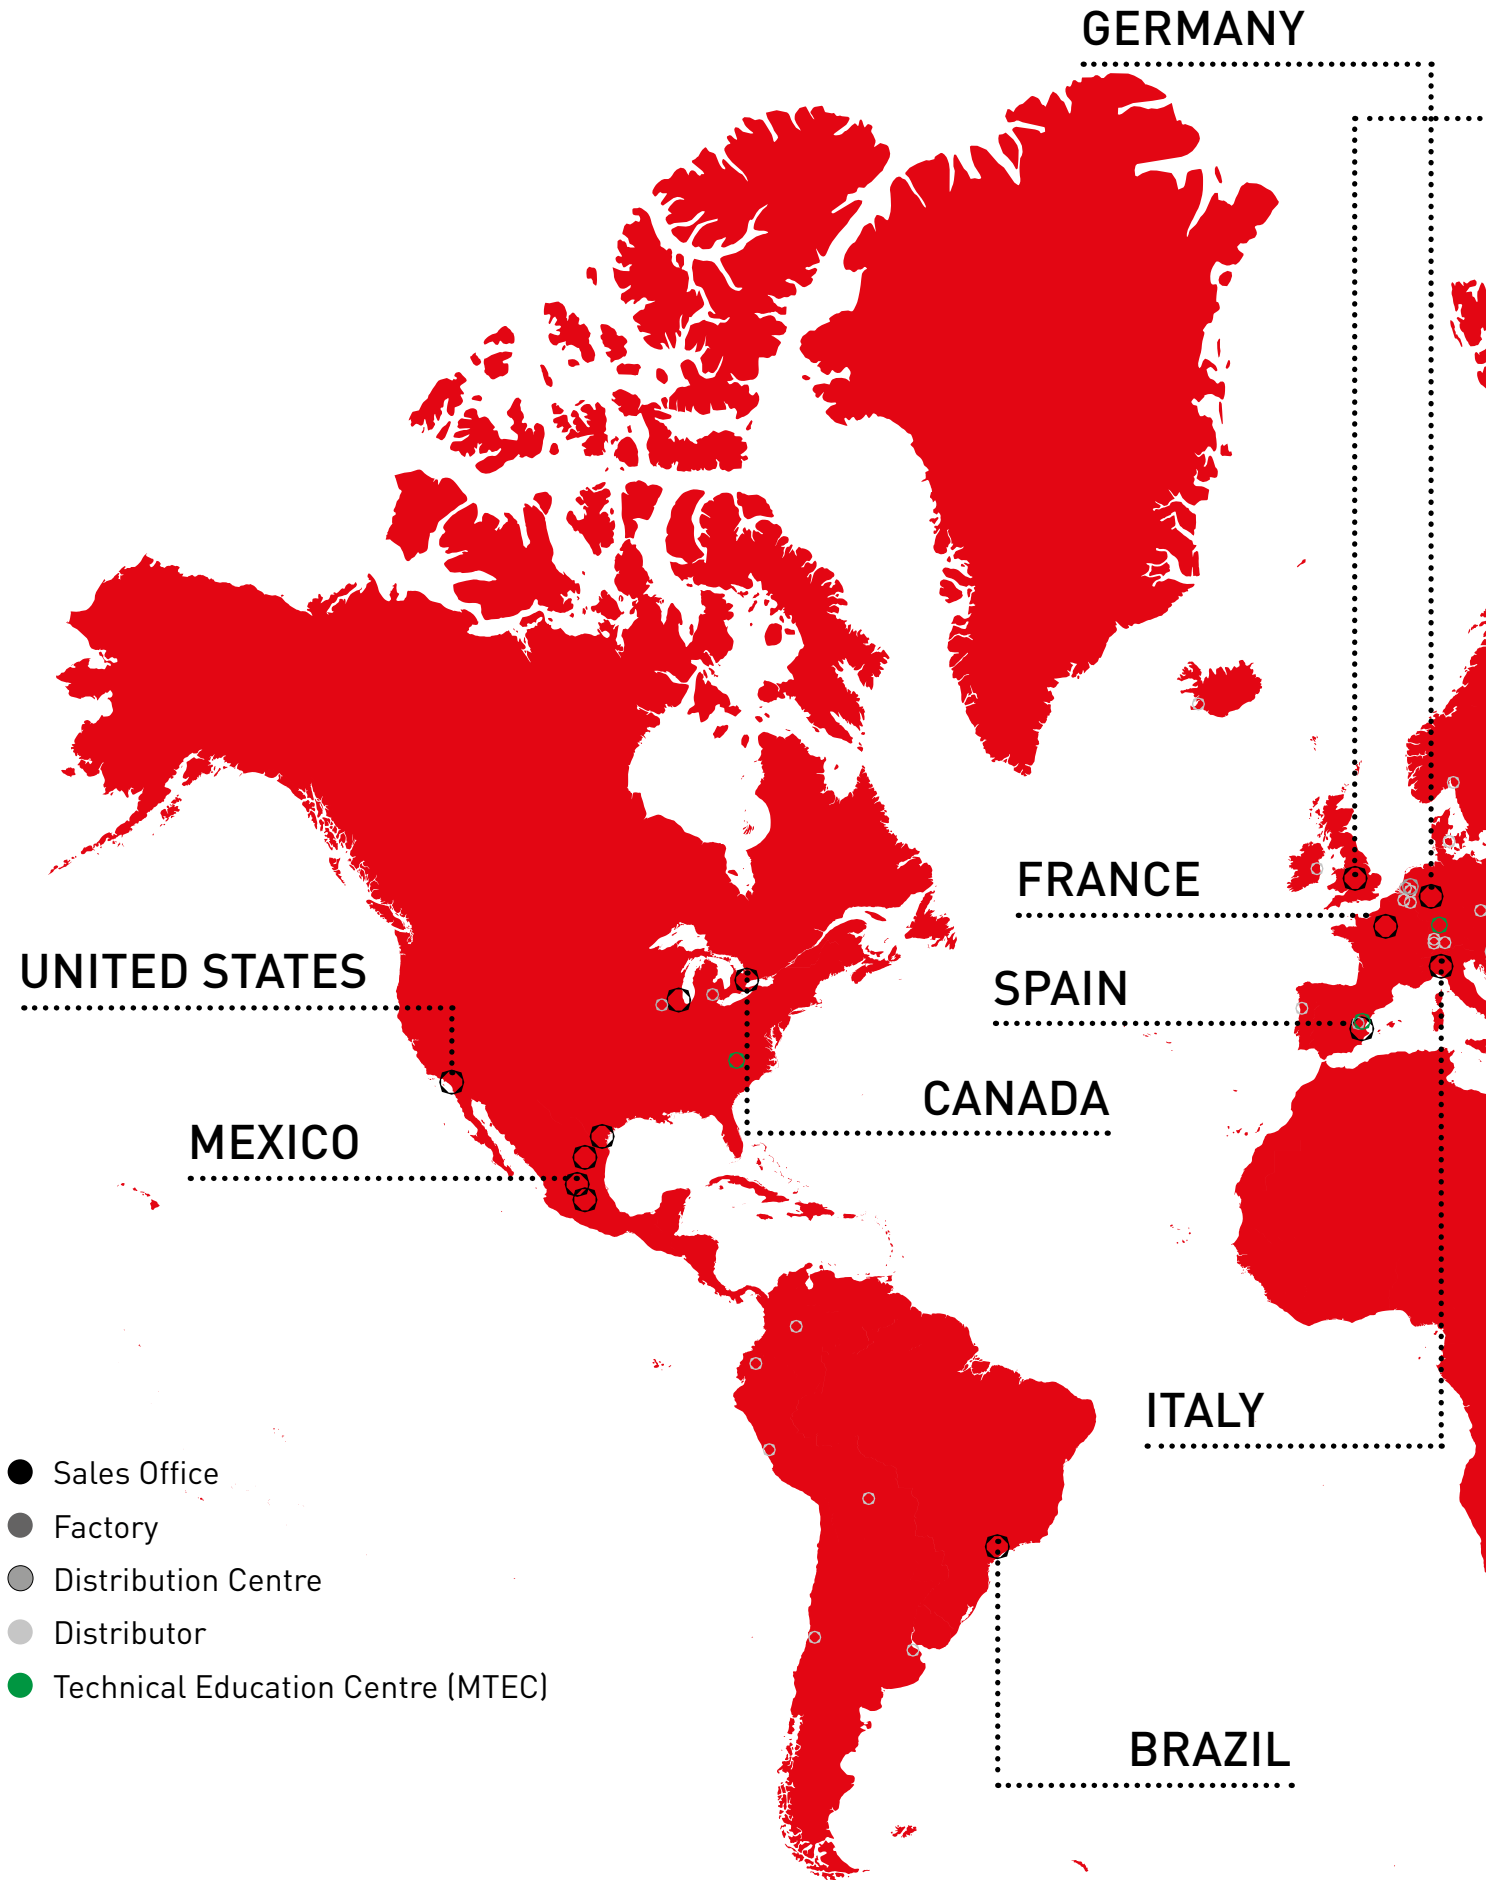 GERMANY
FRANCE
UNITED STATES
SPAIN
CANADA
MEXICO
ITALY
Sales Office
Factory
Distribution Centre
Distributor
Technical Education Centre (MTEC)
BRAZIL